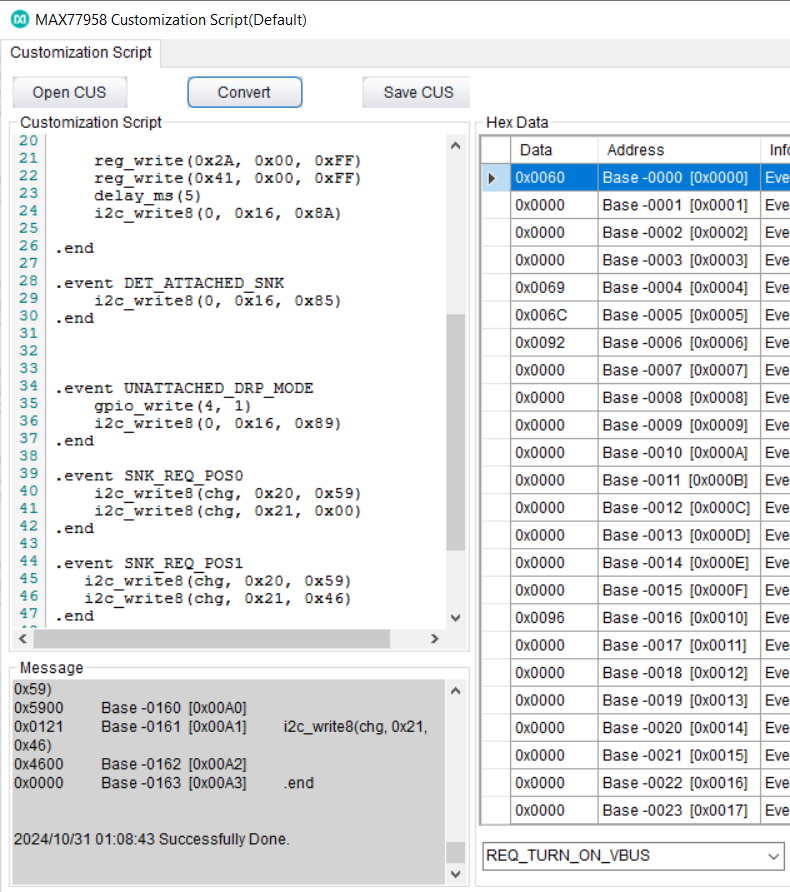 MAX77958 Customization Script(Default)
Customization Script
Open CUS
Convert
Save CUS
Customization Script
20
21 reg_write(0x2A, 0x00, 0xFF)
22 reg_write(0x41, 0x00, 0xFF)
23 delay_ms(5)
24 i2c_write8(0, 0x16, 0x8A)
25
26 .end
27
28 .event DET_ATTACHED_SNK
29 i2c_write8(0, 0x16, 0x85)
30 .end
31
32
33
34 .event UNATTACHED_DRP_MODE
35 gpio_write(4, 1)
36 i2c_write8(0, 0x16, 0x89)
37 .end
38
39 .event SNK_REQ_POS0
40 i2c_write8(chg, 0x20, 0x59)
41 i2c_write8(chg, 0x21, 0x00)
42 .end
43
44 .event SNK_REQ_POS1
45 i2c_write8(chg, 0x20, 0x59)
46 i2c_write8(chg, 0x21, 0x46)
47 .end
Message
0x59)
0x5900 Base -0160 [0x00A0]
0x0121 Base -0161 [0x00A1] i2c_write8(chg, 0x21,
0x46)
0x4600 Base -0162 [0x00A2]
0x0000 Base -0163 [0x00A3] .end
2024/10/31 01:08:43 Successfully Done.
Hex Data
Data Address Info
0x0060 Base -0000 [0x0000] Eve
0x0000 Base -0001 [0x0001] Eve
0x0000 Base -0002 [0x0002] Eve
0x0000 Base -0003 [0x0003] Eve
0x0069 Base -0004 [0x0004] Eve
0x006C Base -0005 [0x0005] Eve
0x0092 Base -0006 [0x0006] Eve
0x0000 Base -0007 [0x0007] Eve
0x0000 Base -0008 [0x0008] Eve
0x0000 Base -0009 [0x0009] Eve
0x0000 Base -0010 [0x000A] Eve
0x0000 Base -0011 [0x000B] Eve
0x0000 Base -0012 [0x000C] Eve
0x0000 Base -0013 [0x000D] Eve
0x0000 Base -0014 [0x000E] Eve
0x0000 Base -0015 [0x000F] Eve
0x0096 Base -0016 [0x0010] Eve
0x0000 Base -0017 [0x0011] Eve
0x0000 Base -0018 [0x0012] Eve
0x0000 Base -0019 [0x0013] Eve
0x0000 Base -0020 [0x0014] Eve
0x0000 Base -0021 [0x0015] Eve
0x0000 Base -0022 [0x0016] Eve
0x0000 Base -0023 [0x0017] Eve
REQ_TURN_ON_VBUS